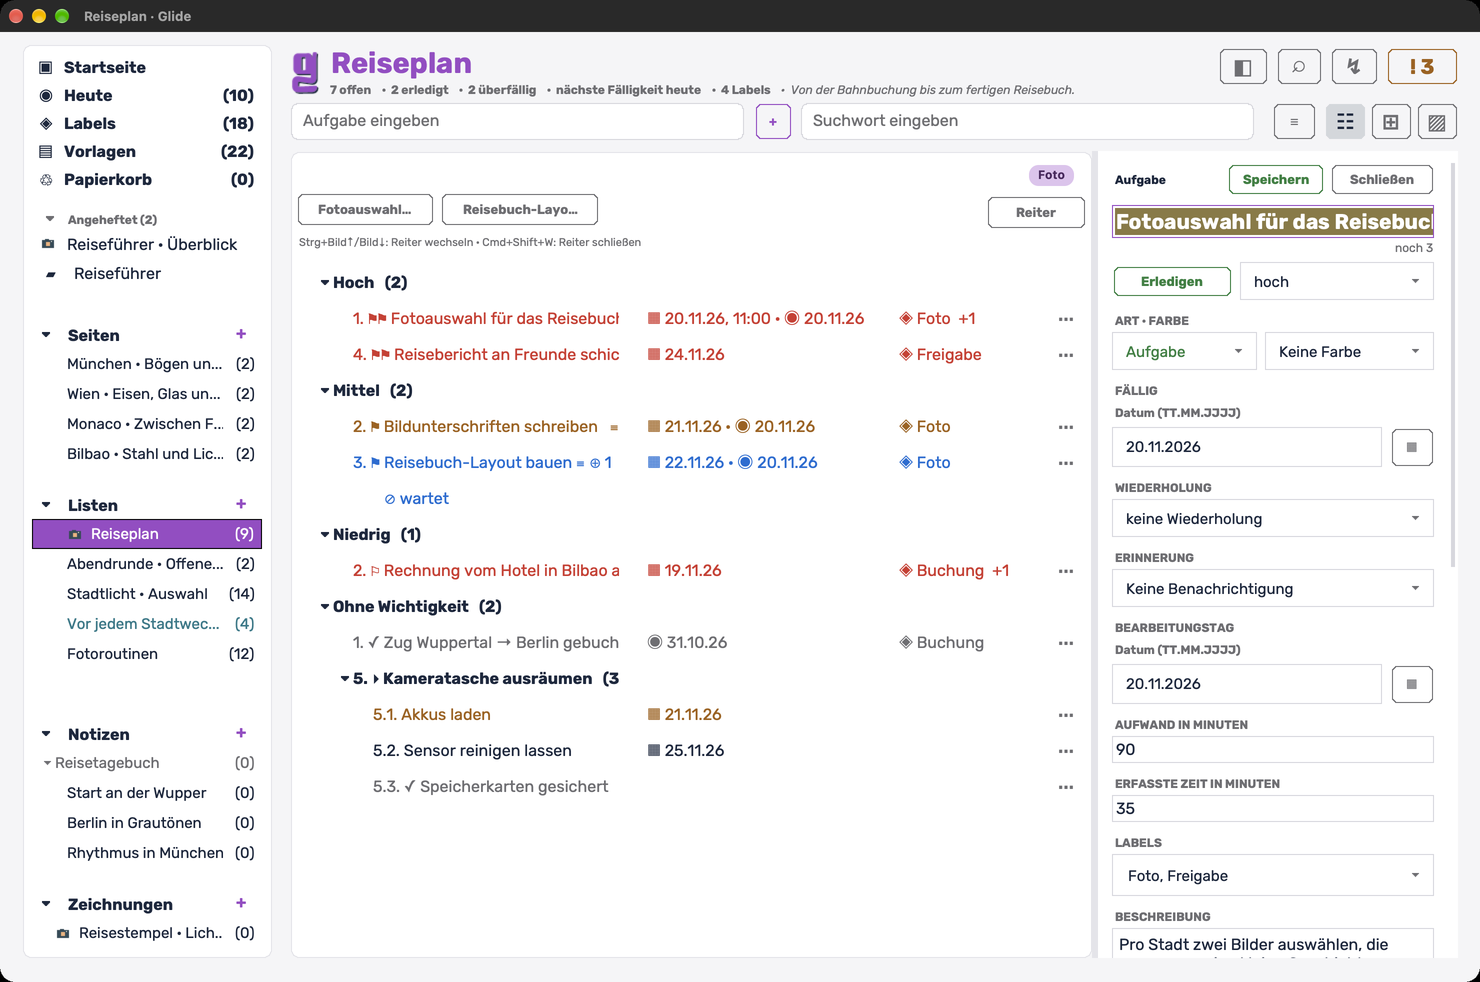 Reiseplan · Glide
Startseite
Heute (10)
Labels (18)
Vorlagen (22)
Papierkorb (0)
Angeheftet (2)
Reiseführer • Überblick
Reiseführer
Seiten +
München • Bögen un... (2)
Wien • Eisen, Glas un... (2)
Monaco • Zwischen F... (2)
Bilbao • Stahl und Lic... (2)
Listen +
Reiseplan (9)
Abendrunde • Offene... (2)
Stadtlicht • Auswahl (14)
Vor jedem Stadtwec... (4)
Fotoroutinen (12)
Notizen +
Reisetagebuch (0)
Start an der Wupper (0)
Berlin in Grautönen (0)
Rhythmus in München (0)
Zeichnungen +
Reisestempel • Lich.. (0)
g Reiseplan
7 offen • 2 erledigt • 2 überfällig • nächste Fälligkeit heute • 4 Labels • Von der Bahnbuchung bis zum fertigen Reisebuch.
! 3
Aufgabe eingeben
+
Suchwort eingeben
Foto
Fotoauswahl...
Reisebuch-Layo...
Reiter
Strg+Bild↑/Bild↓: Reiter wechseln • Cmd+Shift+W: Reiter schließen
Hoch (2)
1. Fotoauswahl für das Reisebuch 20.11.26, 11:00 • 20.11.26 Foto +1 ...
4. Reisebericht an Freunde schic 24.11.26 Freigabe ...
Mittel (2)
2. Bildunterschriften schreiben 21.11.26 • 20.11.26 Foto ...
3. Reisebuch-Layout bauen 1 22.11.26 • 20.11.26 Foto ...
wartet
Niedrig (1)
2. Rechnung vom Hotel in Bilbao a 19.11.26 Buchung +1 ...
Ohne Wichtigkeit (2)
1. ✓ Zug Wuppertal → Berlin gebuch 31.10.26 Buchung ...
5. Kameratasche ausräumen (3
5.1. Akkus laden 21.11.26 ...
5.2. Sensor reinigen lassen 25.11.26 ...
5.3. ✓ Speicherkarten gesichert ...
Aufgabe
Speichern
Schließen
Fotoauswahl für das Reisebuch
noch 3
Erledigen
hoch
ART • FARBE
Aufgabe
Keine Farbe
FÄLLIG
Datum (TT.MM.JJJJ)
20.11.2026
WIEDERHOLUNG
keine Wiederholung
ERINNERUNG
Keine Benachrichtigung
BEARBEITUNGSTAG
Datum (TT.MM.JJJJ)
20.11.2026
AUFWAND IN MINUTEN
90
ERFASSTE ZEIT IN MINUTEN
35
LABELS
Foto, Freigabe
BESCHREIBUNG
Pro Stadt zwei Bilder auswählen, die